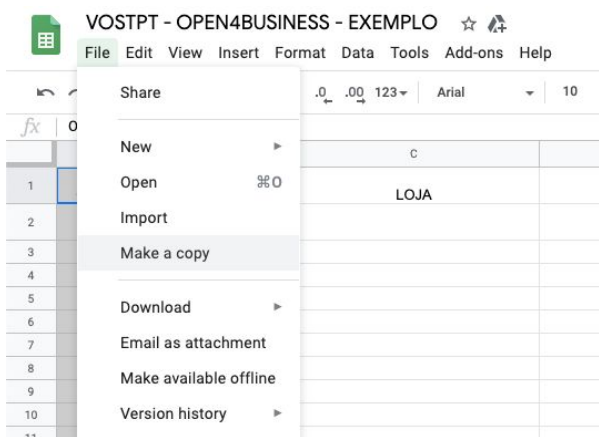 VOSTPT - OPEN4BUSINESS - EXEMPLO
File Edit View Insert Format Data Tools Add-ons Help
Share
.0 .00 123 Arial 10
fx
New
C
Open ⌘O
1 LOJA
Import
2
Make a copy
3
4
5
Download
6
Email as attachment
7
8
Make available offline
9
Version history
10